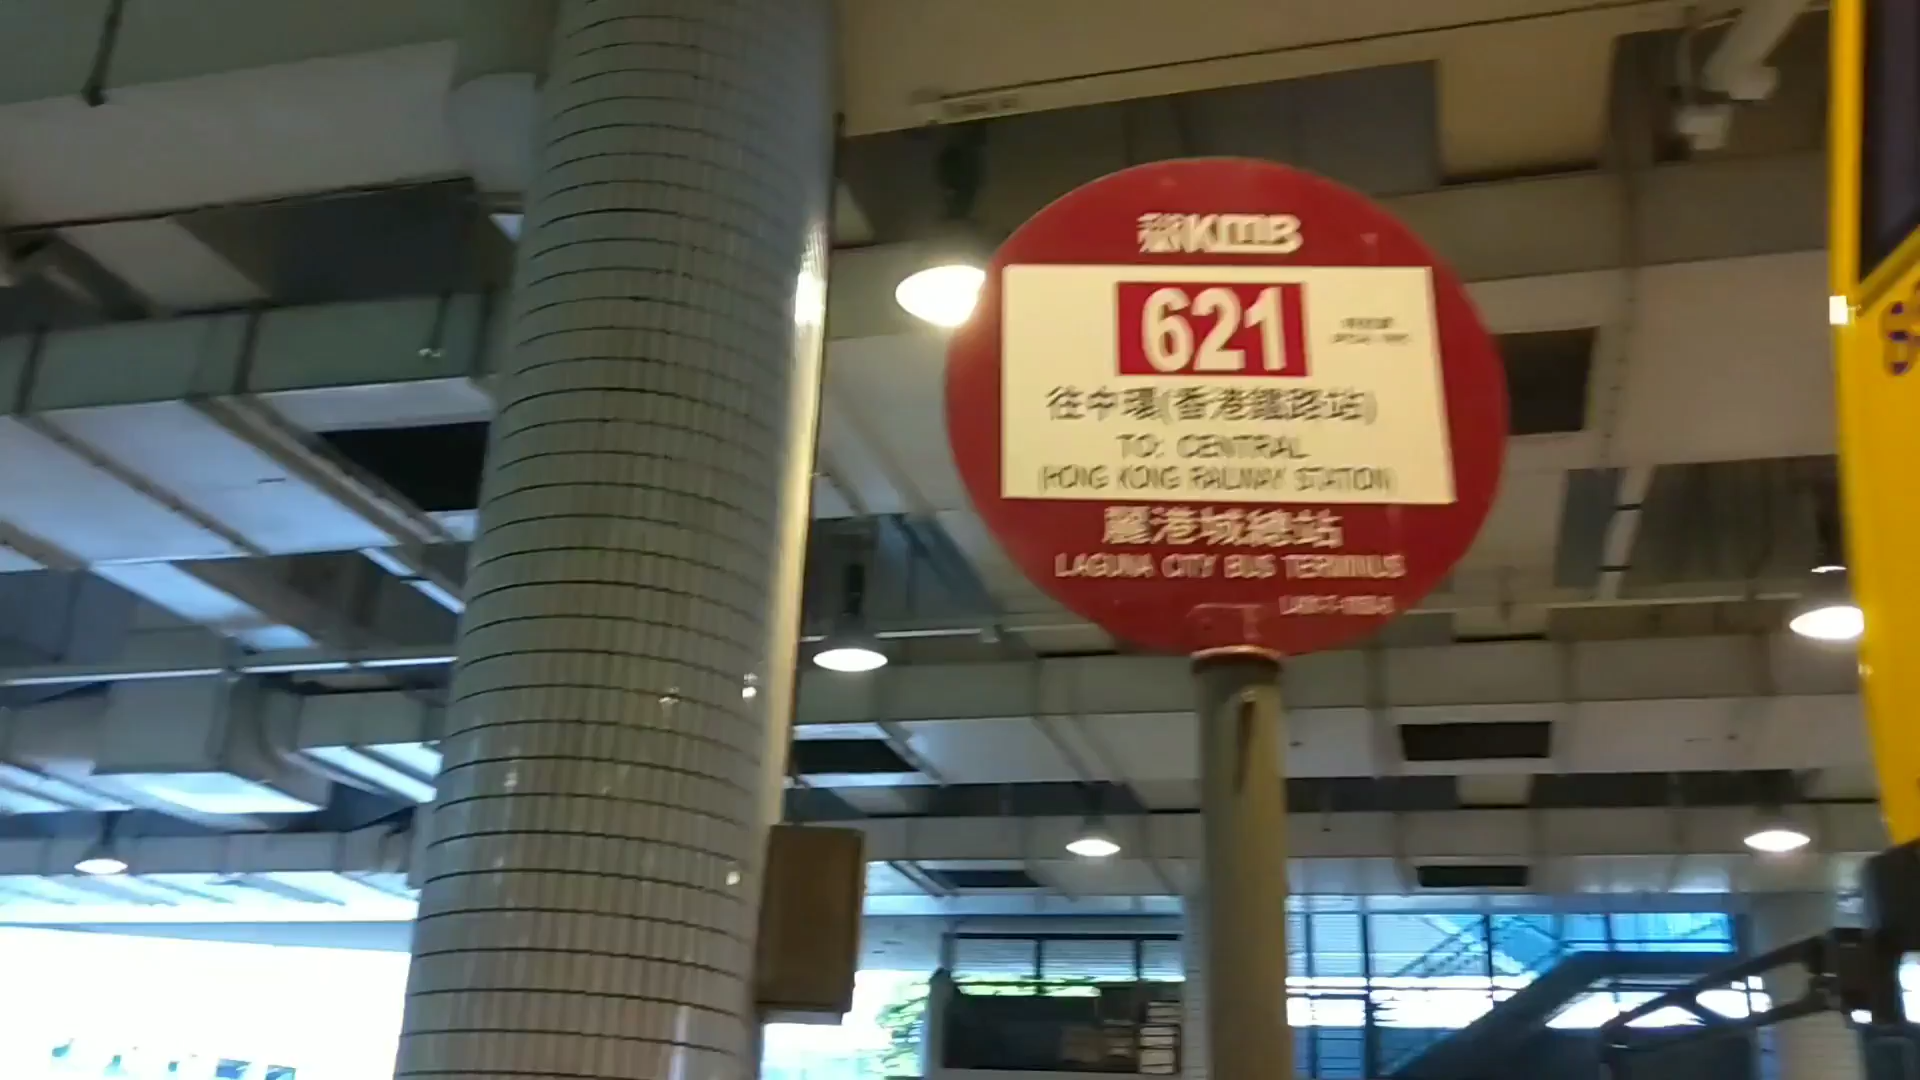 KMB
621
往中環(香港鐵路站)
TO: CENTRAL
(HONG KONG RAILWAY STATION)
麗港城總站
LAGUNA CITY BUS TERMINUS